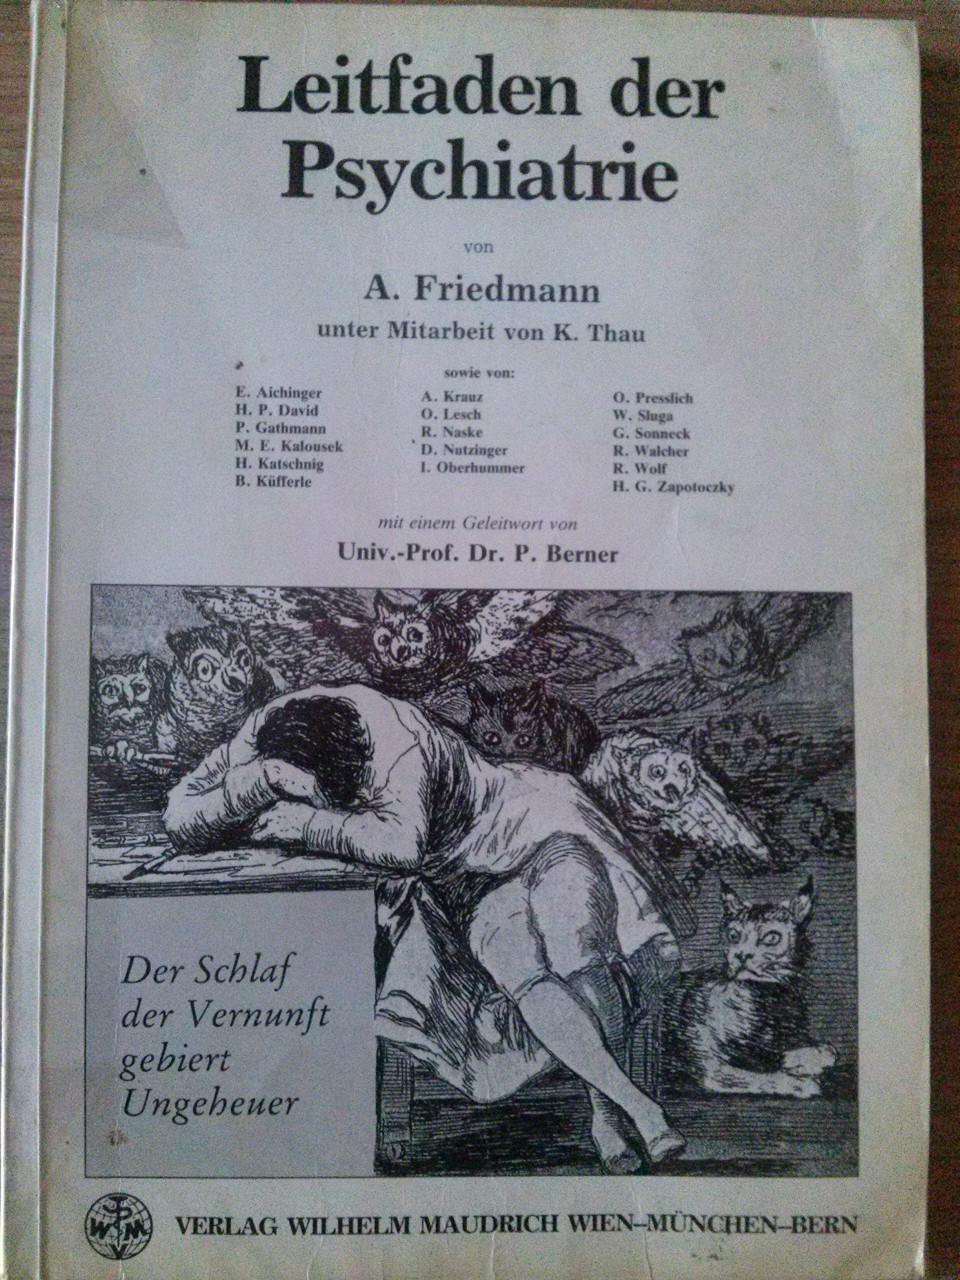 Leitfaden der
Psychiatrie
von
A. Friedmann
unter Mitarbeit von K. Thau
sowie von:
E. Aichinger
H. P. David
P. Gathmann
M. E. Kalousek
H. Katschnig
B. Küfferle
A. Krauz
O. Lesch
R. Naske
D. Nutzinger
I. Oberhummer
O. Presslich
W. Sluga
G. Sonneck
R. Walcher
R. Wolf
H. G. Zapotoczky
mit einem Geleitwort von
Univ.-Prof. Dr. P. Berner
Der Schlaf
der Vernunft
gebiert
Ungeheuer
VERLAG WILHELM MAUDRICH WIEN–MÜNCHEN–BERN